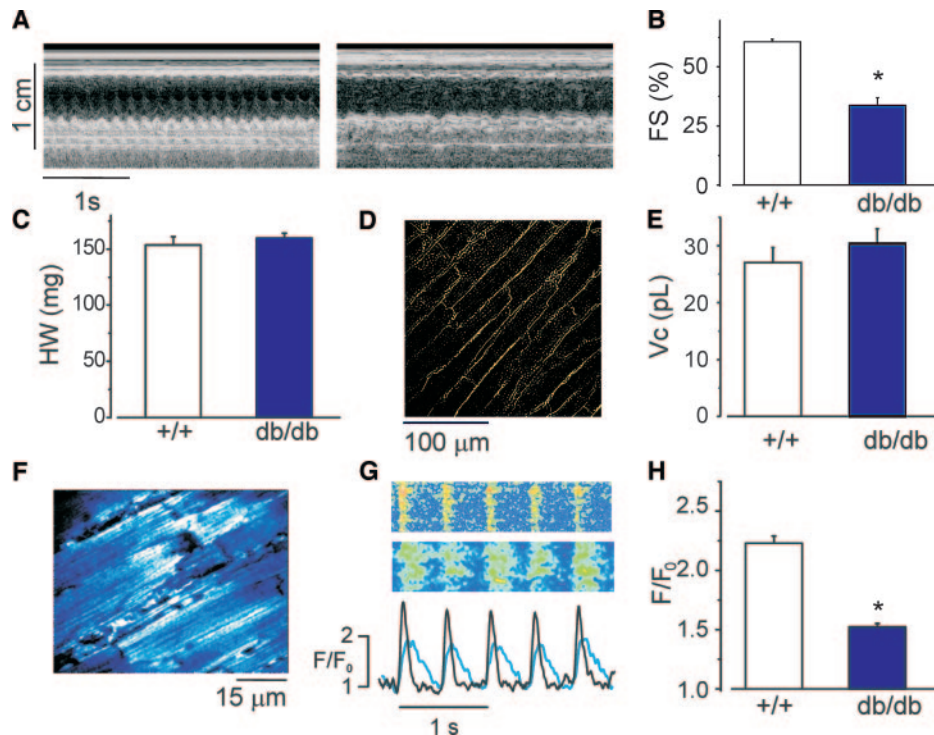 A
1 cm
1s
B
FS (%)
50
25
0
+/+
db/db
*
C
HW (mg)
150
100
50
0
+/+
db/db
D
100 μm
E
Vc (pL)
30
20
10
0
+/+
db/db
F
15 μm
G
F/F₀
2
1
1 s
H
F/F₀
2.5
2.0
1.5
1.0
+/+
db/db
*